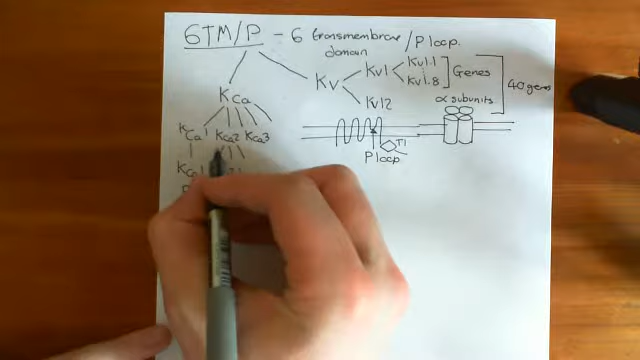 6TM/P - 6 transmembrane / P loop.
domain
KCa
Kv
Kv1
Kv1.1
Kv1.8
Genes
Kv12
40 genes
α subunits
KCa1 KCa2 KCa3
P loop
T1
KCa1